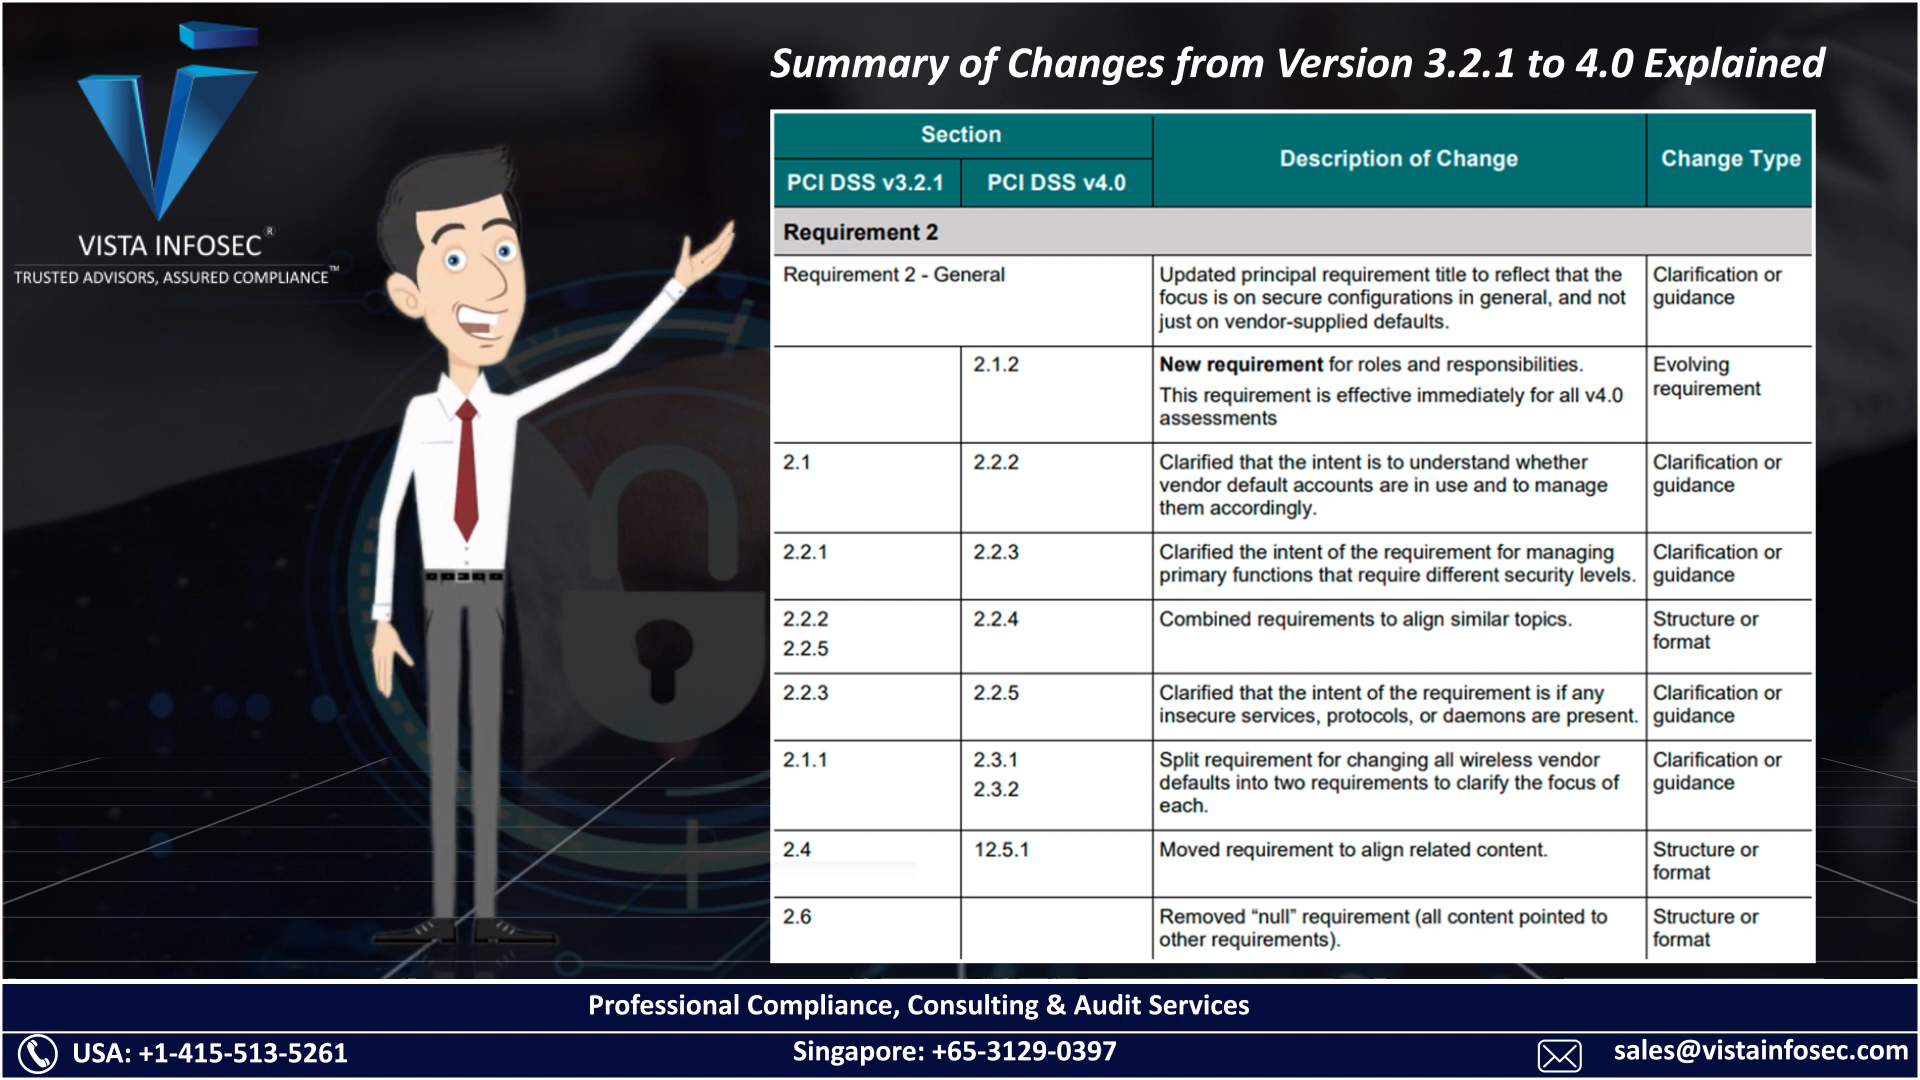 VISTA INFOSEC®
TRUSTED ADVISORS, ASSURED COMPLIANCE™
Summary of Changes from Version 3.2.1 to 4.0 Explained
Section
Description of Change
Change Type
PCI DSS v3.2.1
PCI DSS v4.0
Requirement 2
Requirement 2 - General
Updated principal requirement title to reflect that the
focus is on secure configurations in general, and not
just on vendor-supplied defaults.
Clarification or
guidance
2.1.2
New requirement for roles and responsibilities.
This requirement is effective immediately for all v4.0
assessments
Evolving
requirement
2.1
2.2.2
Clarified that the intent is to understand whether
vendor default accounts are in use and to manage
them accordingly.
Clarification or
guidance
2.2.1
2.2.3
Clarified the intent of the requirement for managing
primary functions that require different security levels.
Clarification or
guidance
2.2.2
2.2.5
2.2.4
Combined requirements to align similar topics.
Structure or
format
2.2.3
2.2.5
Clarified that the intent of the requirement is if any
insecure services, protocols, or daemons are present.
Clarification or
guidance
2.1.1
2.3.1
2.3.2
Split requirement for changing all wireless vendor
defaults into two requirements to clarify the focus of
each.
Clarification or
guidance
2.4
12.5.1
Moved requirement to align related content.
Structure or
format
2.6
Removed “null” requirement (all content pointed to
other requirements).
Structure or
format
Professional Compliance, Consulting & Audit Services
USA: +1-415-513-5261
Singapore: +65-3129-0397
sales@vistainfosec.com